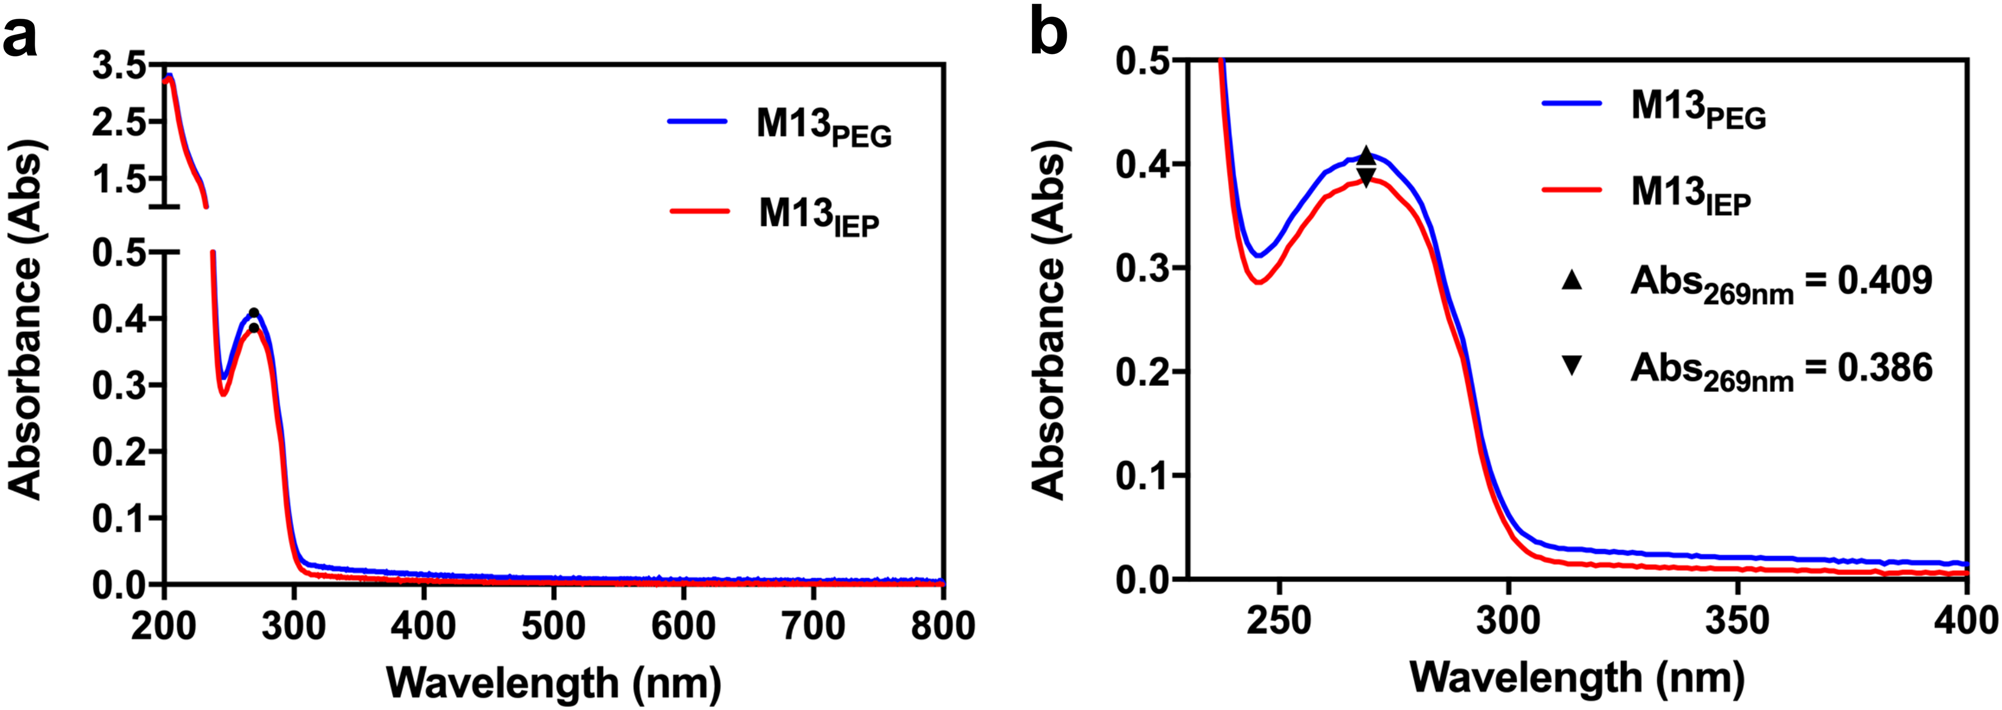 a
3.5
2.5
1.5
0.5
0.4
0.3
0.2
0.1
0.0
Absorbance (Abs)
M13PEG
M13IEP
200 300 400 500 600 700 800
Wavelength (nm)
b
0.5
0.4
0.3
0.2
0.1
0.0
Absorbance (Abs)
M13PEG
M13IEP
▲ Abs269nm = 0.409
▼ Abs269nm = 0.386
250 300 350 400
Wavelength (nm)